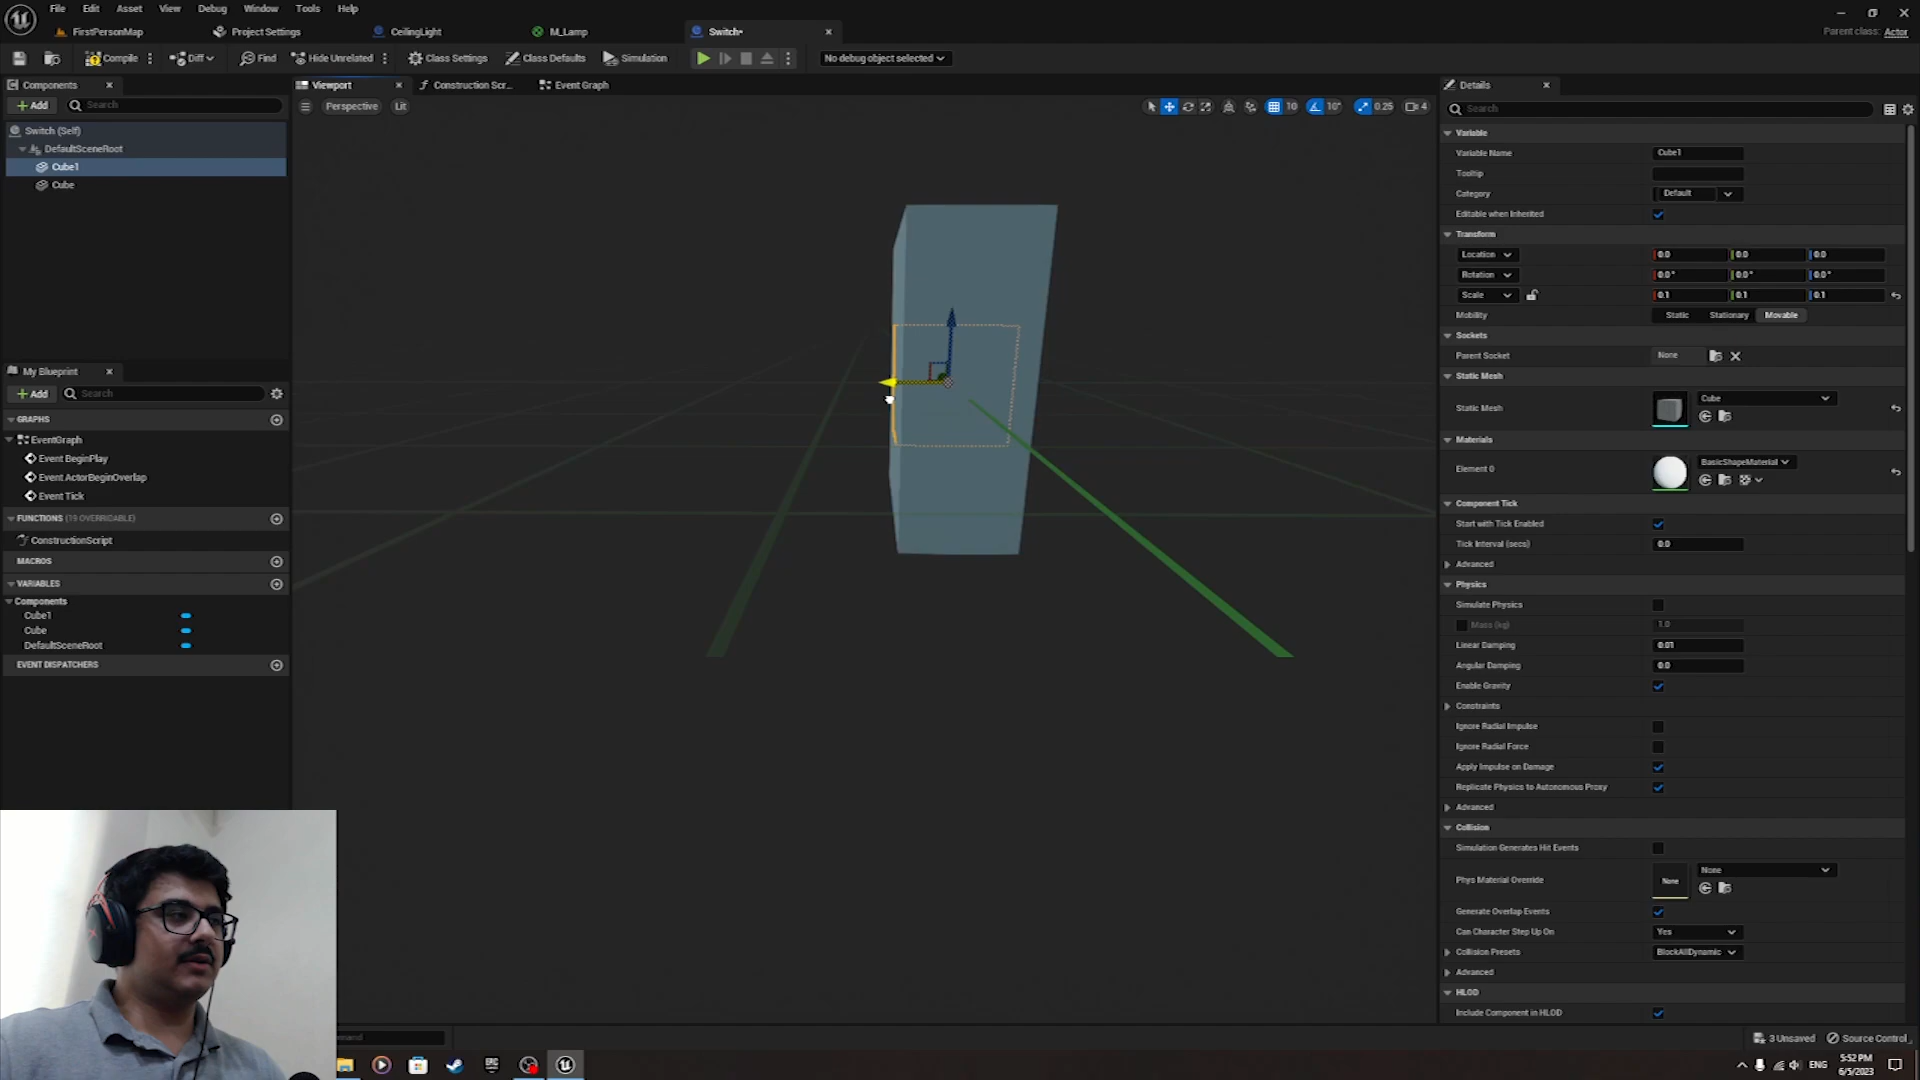 File Edit Asset View Debug Window Tools Help
FirstPersonMap Project Settings CeilingLight M_Lamp Switch•
Parent class: Actor
Compile Diff Find Hide Unrelated Class Settings Class Defaults Simulation No debug object selected
Components Viewport Construction Scr... Event Graph Details
Add Search Perspective Lit 10 10° 0.25 4 Search
Switch (Self)
DefaultSceneRoot
Cube1
Cube
My Blueprint
Add Search
GRAPHS
EventGraph
Event BeginPlay
Event ActorBeginOverlap
Event Tick
FUNCTIONS (19 OVERRIDABLE)
ConstructionScript
MACROS
VARIABLES
Components
Cube1
Cube
DefaultSceneRoot
EVENT DISPATCHERS
Variable
Variable Name Cube1
Tooltip
Category Default
Editable when Inherited
Transform
Location 0.0 0.0 0.0
Rotation 0.0° 0.0° 0.0°
Scale 0.1 0.1 0.1
Mobility Static Stationary Movable
Sockets
Parent Socket None
Static Mesh
Static Mesh Cube
Materials
Element 0 BasicShapeMaterial
Component Tick
Start with Tick Enabled
Tick Interval (secs) 0.0
Advanced
Physics
Simulate Physics
Mass (kg) 1.0
Linear Damping 0.01
Angular Damping 0.0
Enable Gravity
Constraints
Ignore Radial Impulse
Ignore Radial Force
Apply Impulse on Damage
Replicate Physics to Autonomous Proxy
Advanced
Collision
Simulation Generates Hit Events
Phys Material Override None None
Generate Overlap Events
Can Character Step Up On Yes
Collision Presets BlockAllDynamic
Advanced
HLOD
Include Component in HLOD
3 Unsaved Source Control
EPIC
ENG 5:52 PM
6/5/2023